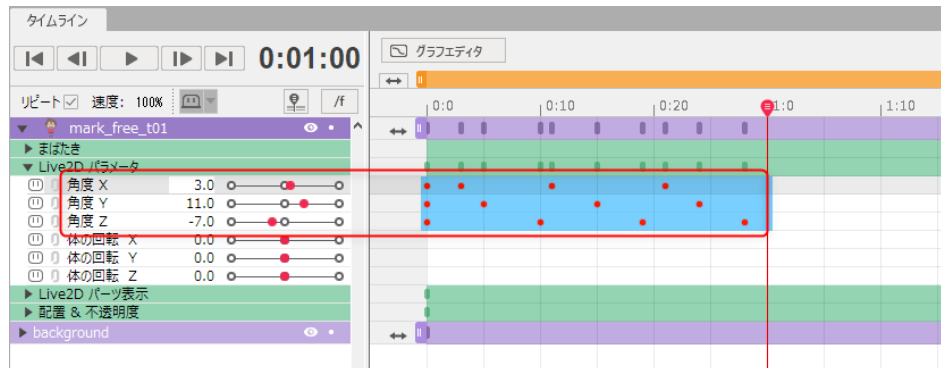 タイムライン
0:01:00
グラフエディタ
リピート 速度: 100% /f
0:0 0:10 0:20 1:0 1:10
mark_free_t01
まばたき
Live2D パラメータ
角度 X 3.0
角度 Y 11.0
角度 Z -7.0
体の回転 X 0.0
体の回転 Y 0.0
体の回転 Z 0.0
Live2D パーツ表示
配置 & 不透明度
background